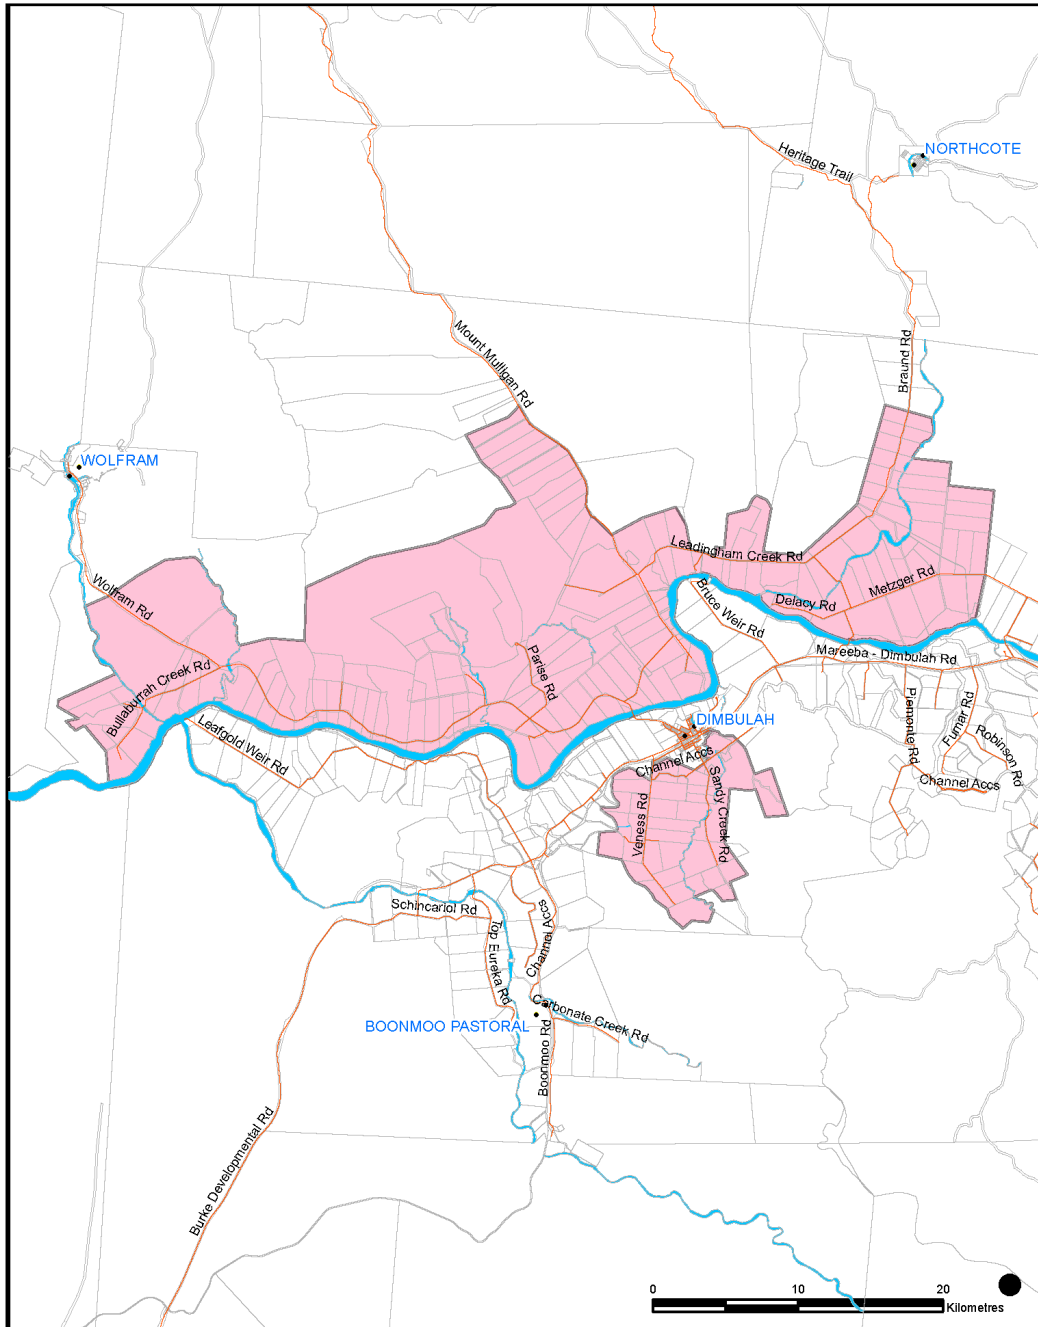 NORTHCOTE
Heritage Trail
Mount Mulligan Rd
Braund Rd
WOLFRAM
Leadingham Creek Rd
Wolfram Rd
Metzger Rd
Delacy Rd
Bruce Weir Rd
Mareeba - Dimbulah Rd
Parise Rd
Bullaburrah Creek Rd
Leafgold Weir Rd
DIMBULAH
Piemonte Rd
Fumar Rd
Robinson Rd
Channel Accs
Channel Accs
Sandy Creek Rd
Veness Rd
Schincariol Rd
Top Eureka Rd
Channel Accs
Carbonate Creek Rd
BOONMOO PASTORAL
Boonmoo Rd
Burke Developmental Rd
0 10 20
Kilometres